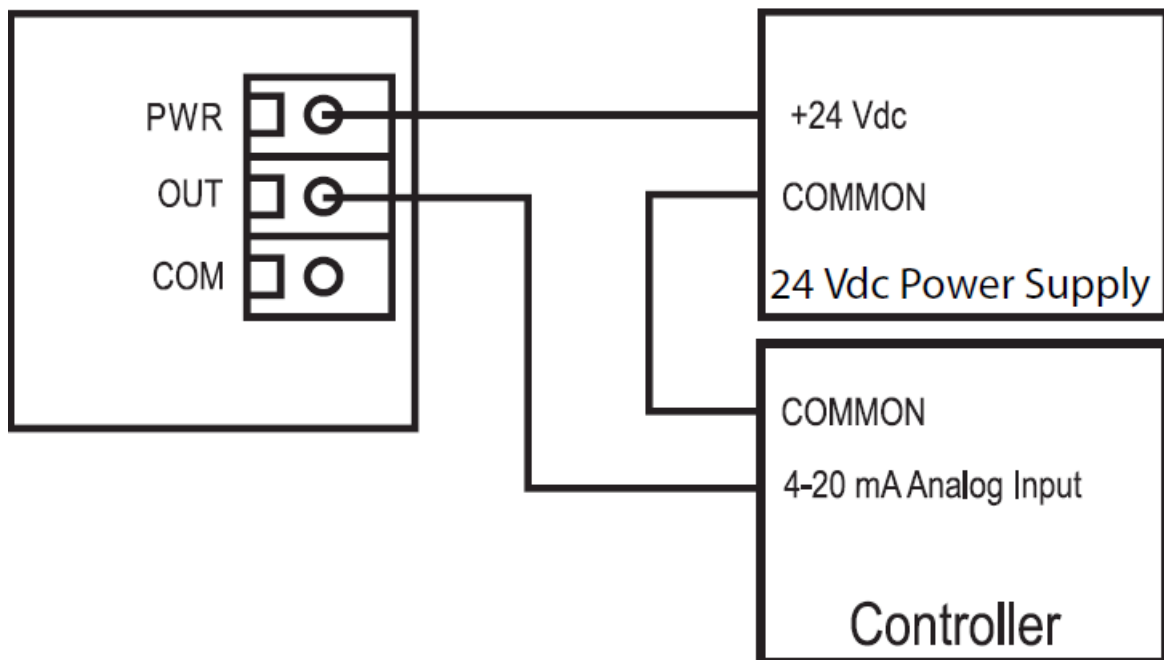 PWR
OUT
COM
+24 Vdc
COMMON
24 Vdc Power Supply
COMMON
4-20 mA Analog Input
Controller